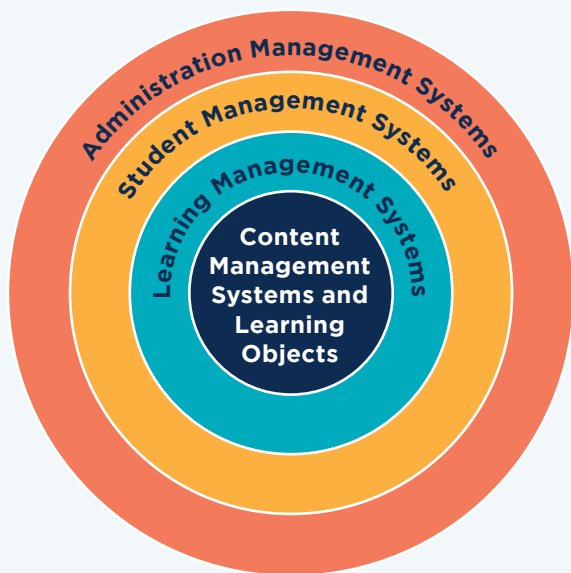 Administration Management Systems
Student Management Systems
Learning Management Systems
Content
Management
Systems and
Learning
Objects